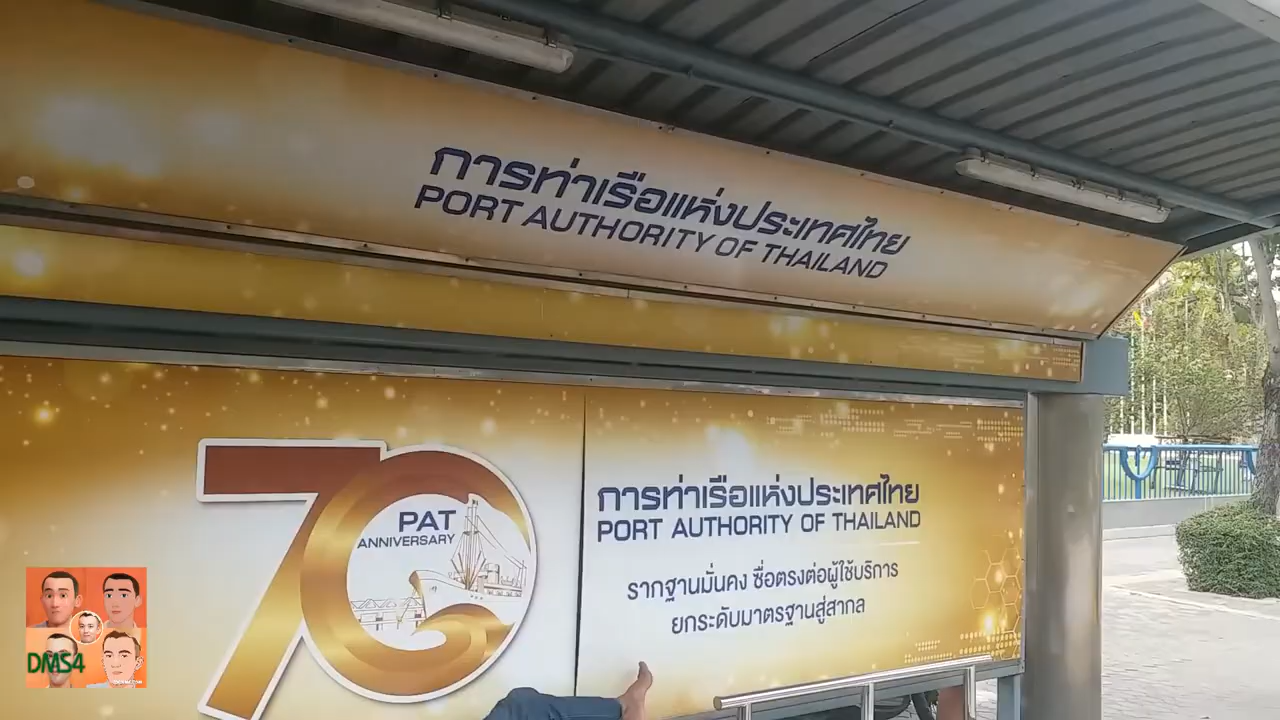 การท่าเรือแห่งประเทศไทย
PORT AUTHORITY OF THAILAND
70
PAT
ANNIVERSARY
การท่าเรือแห่งประเทศไทย
PORT AUTHORITY OF THAILAND
รากฐานมั่นคง ซื่อตรงต่อผู้ใช้บริการ
ยกระดับมาตรฐานสู่สากล
DMS4